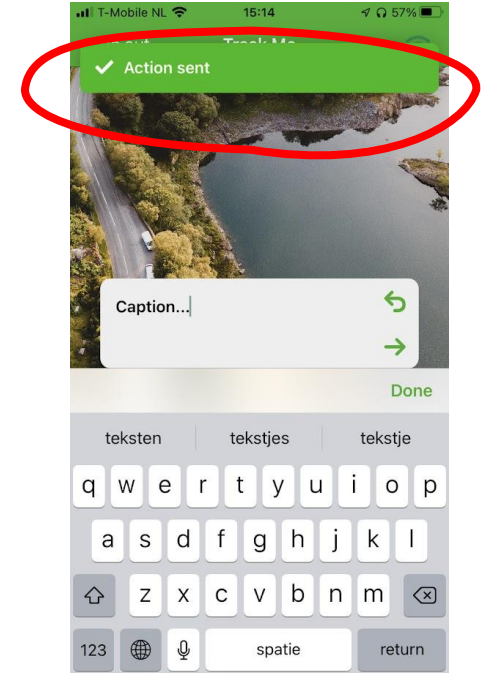 T-Mobile NL 15:14 57%
Action sent
Caption...
Done
teksten tekstjes tekstje
q w e r t y u i o p
a s d f g h j k l
z x c v b n m
123 spatie return